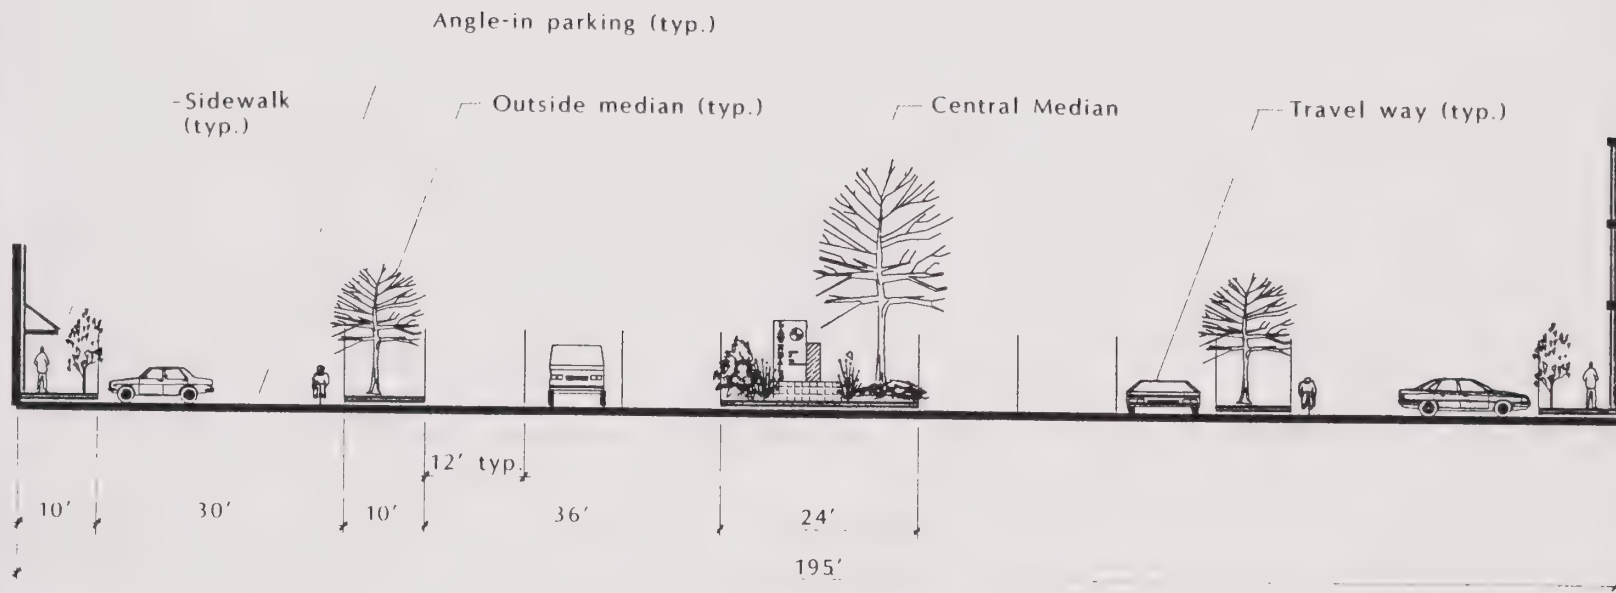 Angle-in parking (typ.)
Sidewalk
(typ.)
Outside median (typ.)
Central Median
Travel way (typ.)
12' typ.
10'
30'
10'
36'
24'
195'